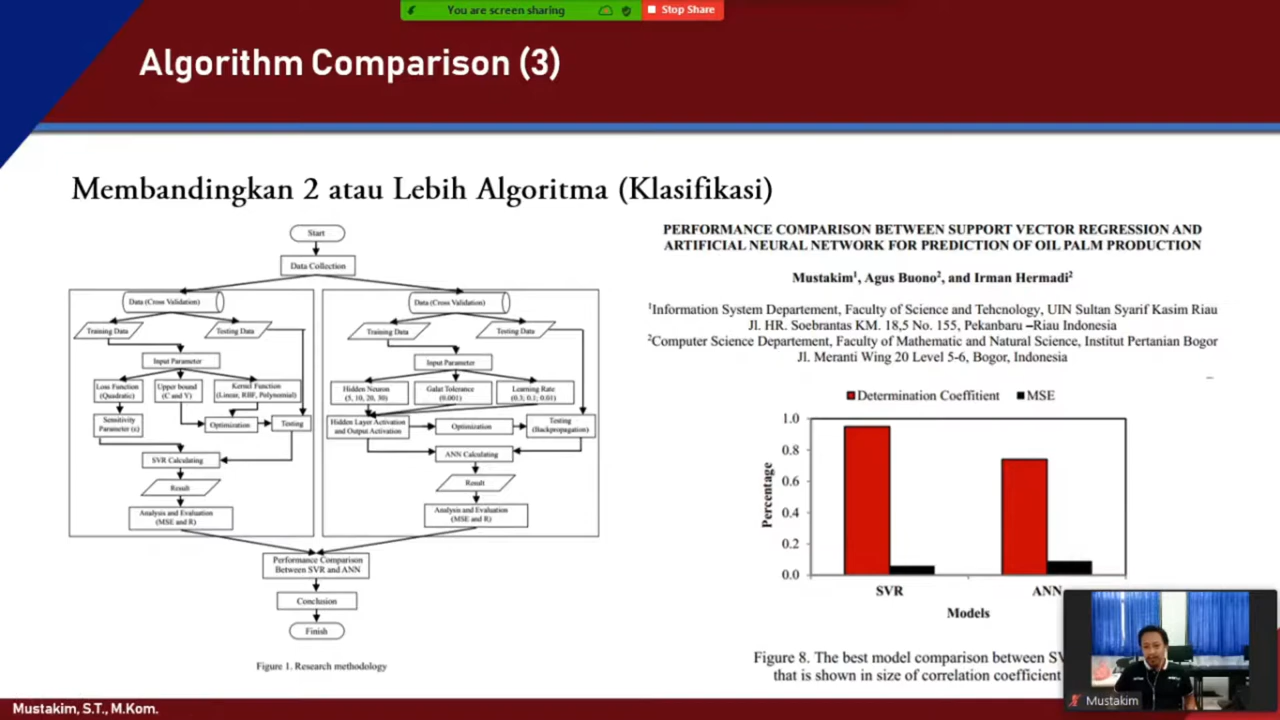 You are screen sharing
Stop Share
Algorithm Comparison (3)
Membandingkan 2 atau Lebih Algoritma (Klasifikasi)
Start
Data Collection
Data (Cross Validation)
Training Data
Testing Data
Input Parameter
Loss Function
(Quadratic)
Upper bound
(C and Y)
Kernel Function
(Linear, RBF, Polynomial)
Sensitivity
Parameter (ε)
Optimization
Testing
SVR Calculating
Result
Analysis and Evaluation
(MSE and R)
Data (Cross Validation)
Training Data
Testing Data
Input Parameter
Hidden Neuron
(5, 10, 20, 30)
Galat Tolerance
(0.001)
Learning Rate
(0.3; 0.1; 0.01)
Hidden Layer Activation
and Output Activation
Optimization
Testing
(Backpropagation)
ANN Calculating
Result
Analysis and Evaluation
(MSE and R)
Performance Comparison
Between SVR and ANN
Conclusion
Finish
Figure 1. Research methodology
PERFORMANCE COMPARISON BETWEEN SUPPORT VECTOR REGRESSION AND
ARTIFICIAL NEURAL NETWORK FOR PREDICTION OF OIL PALM PRODUCTION
Mustakim¹, Agus Buono², and Irman Hermadi²
¹Information System Departement, Faculty of Science and Tehcnology, UIN Sultan Syarif Kasim Riau
Jl. HR. Soebrantas KM. 18,5 No. 155, Pekanbaru –Riau Indonesia
²Computer Science Departement, Faculty of Mathematic and Natural Science, Institut Pertanian Bogor
Jl. Meranti Wing 20 Level 5-6, Bogor, Indonesia
Determination Coeffitient
MSE
Percentage
1.0
0.8
0.6
0.4
0.2
0.0
SVR
ANN
Models
Figure 8. The best model comparison between
that is shown in size of correlation coefficient
Mustakim
Mustakim, S.T., M.Kom.